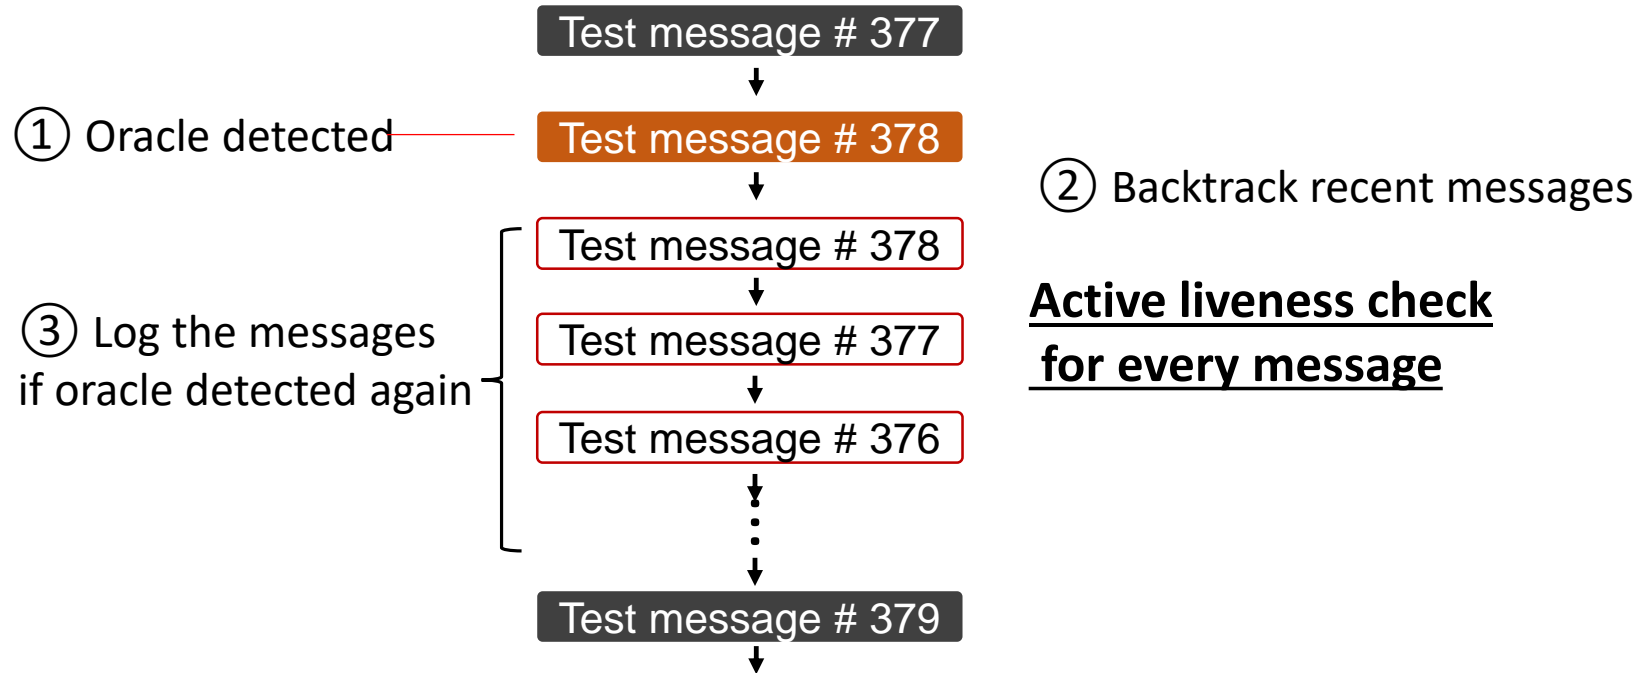 Test message # 377
① Oracle detected
Test message # 378
② Backtrack recent messages
Test message # 378
Active liveness check
for every message
③ Log the messages
if oracle detected again
Test message # 377
Test message # 376
Test message # 379